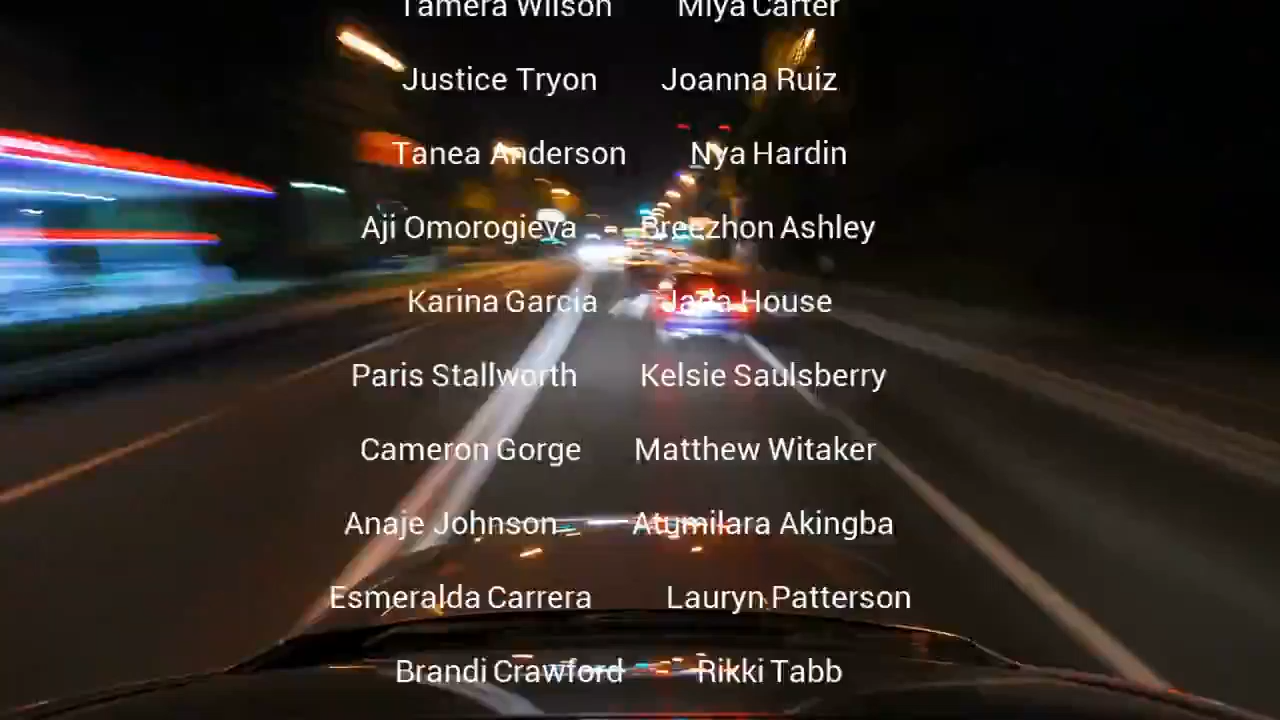 Tamera Wilson Miya Carter
Justice Tryon Joanna Ruiz
Tanea Anderson Nya Hardin
Aji Omorogieva Breezhon Ashley
Karina Garcia Jada House
Paris Stallworth Kelsie Saulsberry
Cameron Gorge Matthew Witaker
Anaje Johnson Atumilara Akingba
Esmeralda Carrera Lauryn Patterson
Brandi Crawford Rikki Tabb